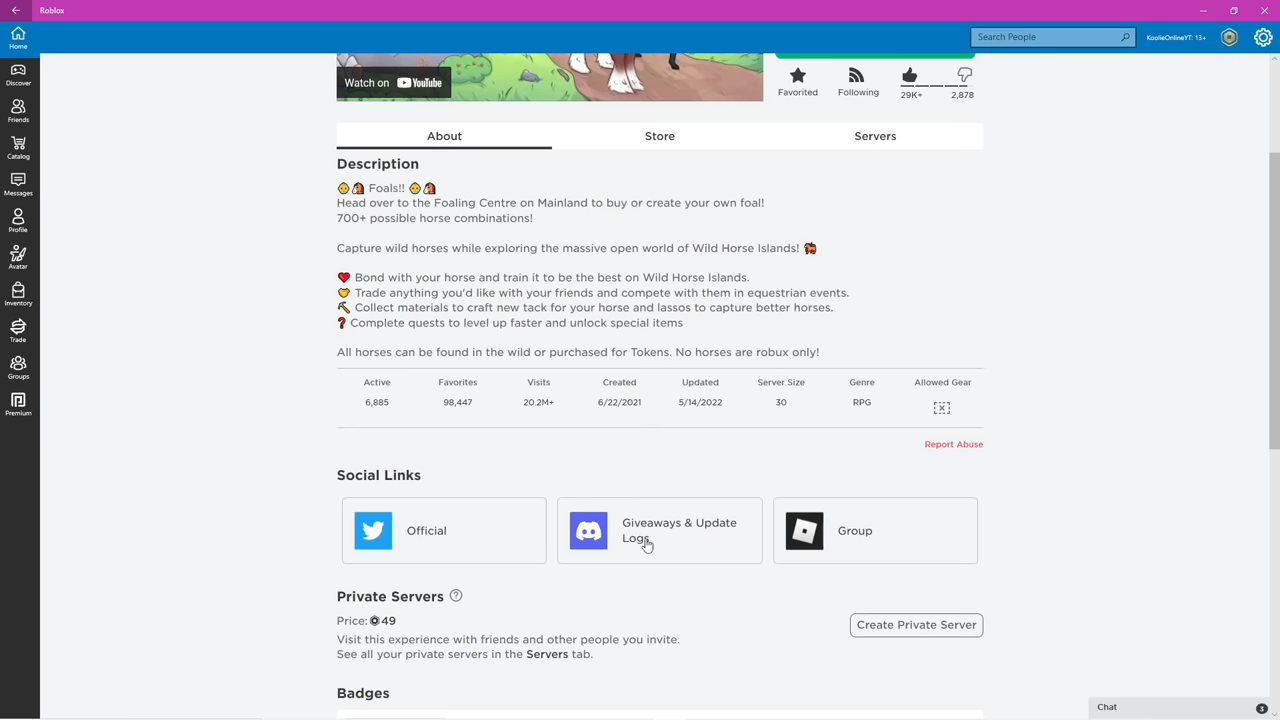 Roblox
Home
Search People
KoolieOnlineYT: 13+
Discover
Friends
Catalog
Messages
Profile
Avatar
Inventory
Trade
Groups
Premium
Watch on YouTube
Favorited
Following
29K+
2,878
About
Store
Servers
Description
Foals!!
Head over to the Foaling Centre on Mainland to buy or create your own foal!
700+ possible horse combinations!
Capture wild horses while exploring the massive open world of Wild Horse Islands!
Bond with your horse and train it to be the best on Wild Horse Islands.
Trade anything you'd like with your friends and compete with them in equestrian events.
Collect materials to craft new tack for your horse and lassos to capture better horses.
Complete quests to level up faster and unlock special items
All horses can be found in the wild or purchased for Tokens. No horses are robux only!
Active Favorites Visits Created Updated Server Size Genre Allowed Gear
6,885 98,447 20.2M+ 6/22/2021 5/14/2022 30 RPG
Report Abuse
Social Links
Official
Giveaways & Update
Logs
Group
Private Servers
Price: 49
Create Private Server
Visit this experience with friends and other people you invite.
See all your private servers in the Servers tab.
Badges
Chat
3